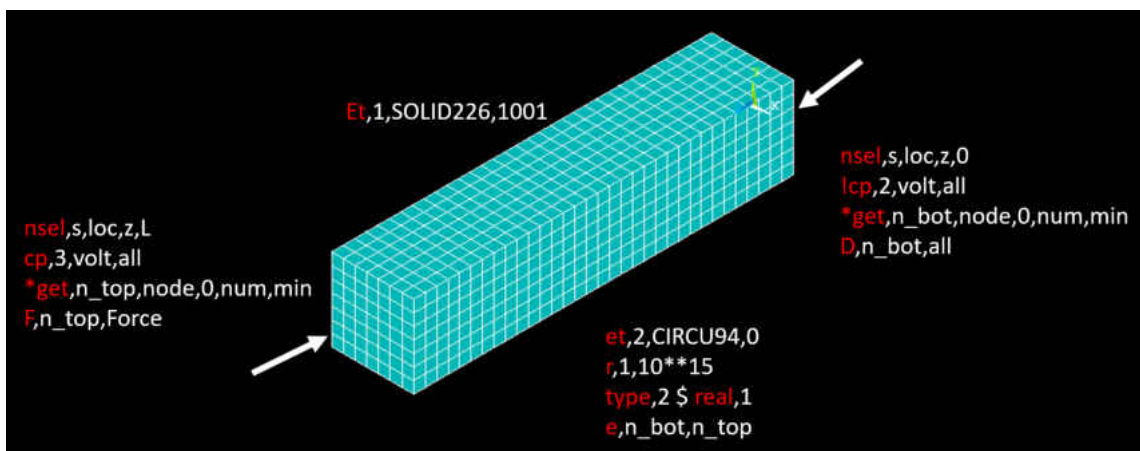 Et,1,SOLID226,1001
nsel,s,loc,z,0
lcp,2,volt,all
*get,n_bot,node,0,num,min
D,n_bot,all
nsel,s,loc,z,L
cp,3,volt,all
*get,n_top,node,0,num,min
F,n_top,Force
et,2,CIRCU94,0
r,1,10**15
type,2 $ real,1
e,n_bot,n_top